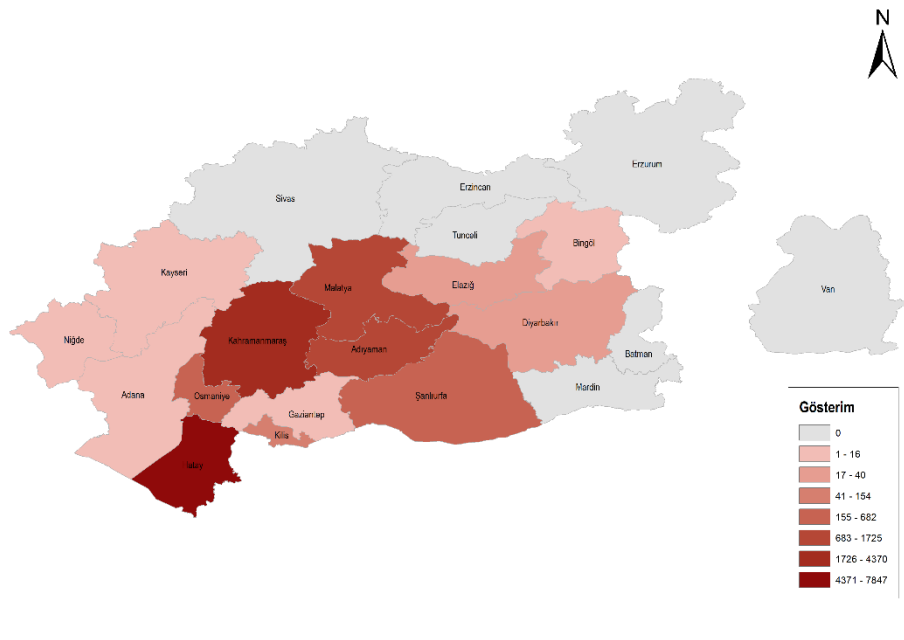 N
Erzurum
Erzincan
Sivas
Tunceli
Bingöl
Kayseri
Elazığ
Malatya
Van
Diyarbakır
Niğde
Kahramanmaraş
Adıyaman
Batman
Mardin
Adana
Osmaniye
Şanlıurfa
Gaziantep
Kilis
Hatay
Gösterim
0
1 - 16
17 - 40
41 - 154
155 - 682
683 - 1725
1726 - 4370
4371 - 7847